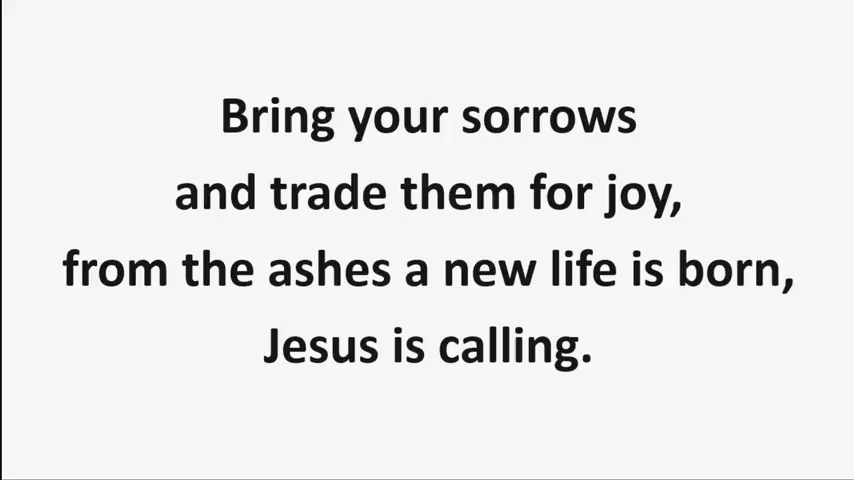 Bring your sorrows
and trade them for joy,
from the ashes a new life is born,
Jesus is calling.